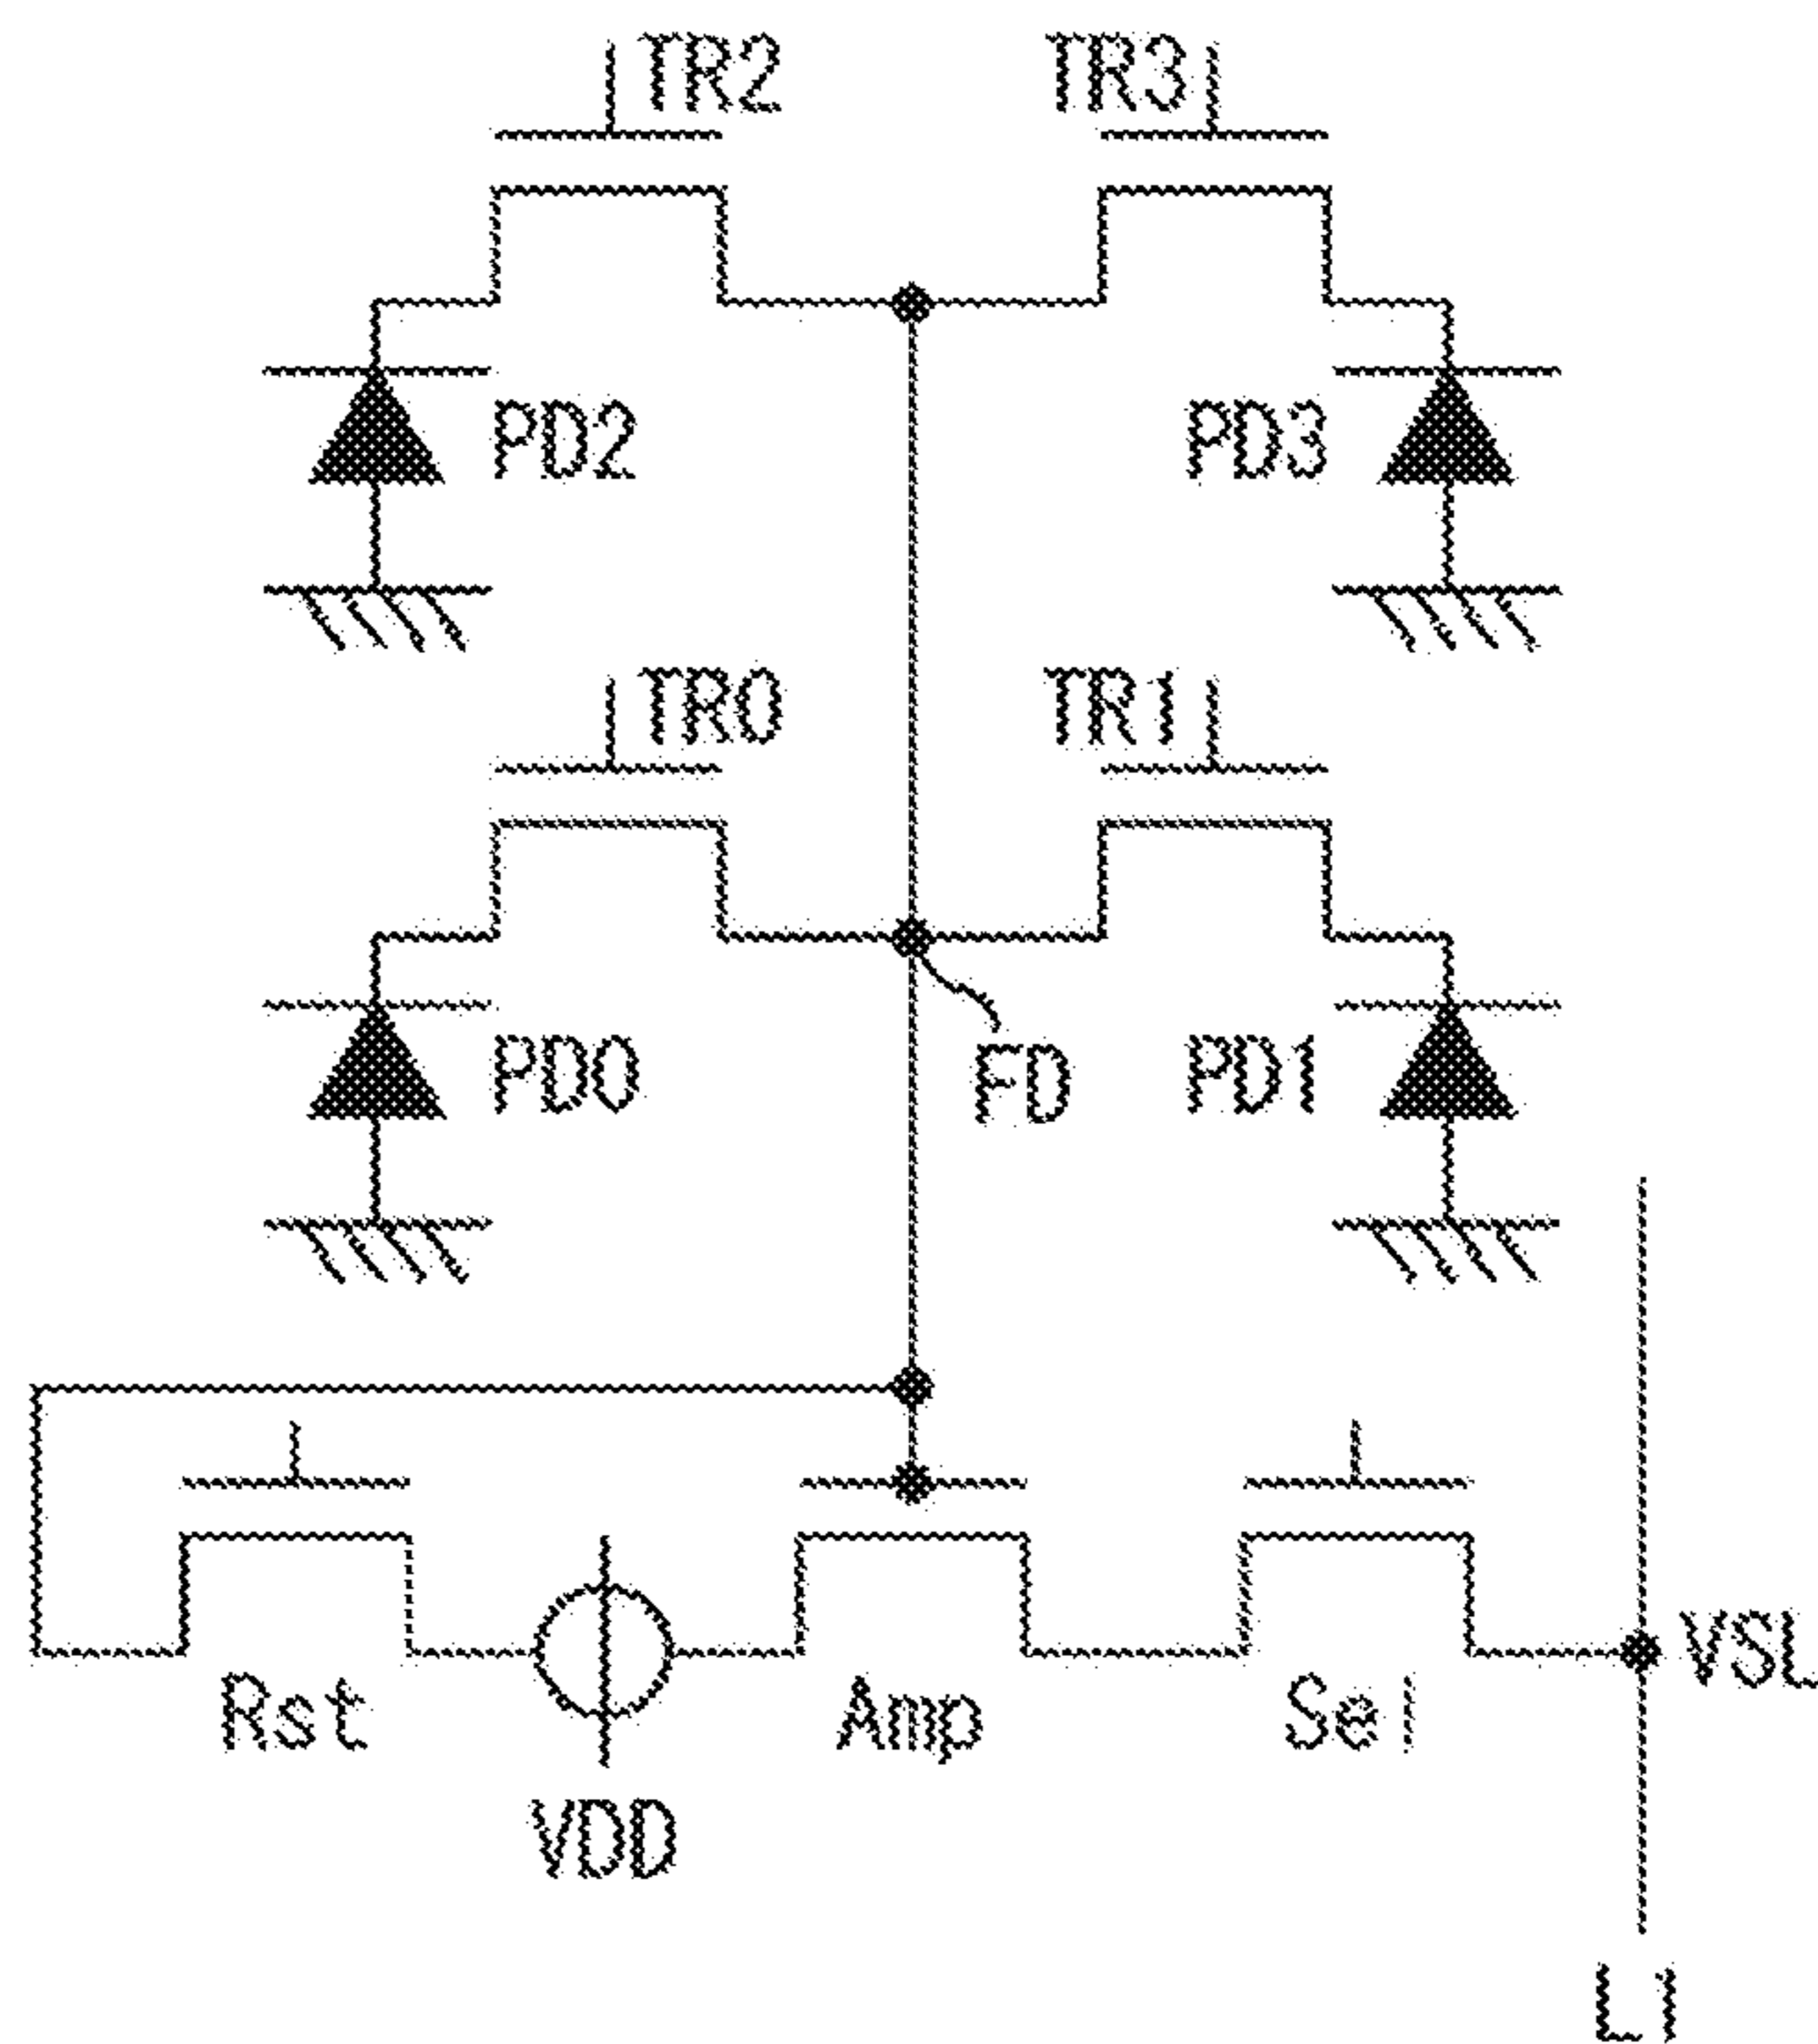 TR2 TR3
PD2 PD3
TR0 TR1
PD0 FD PD1
VSL
Rst Amp Sel
VDD
L1